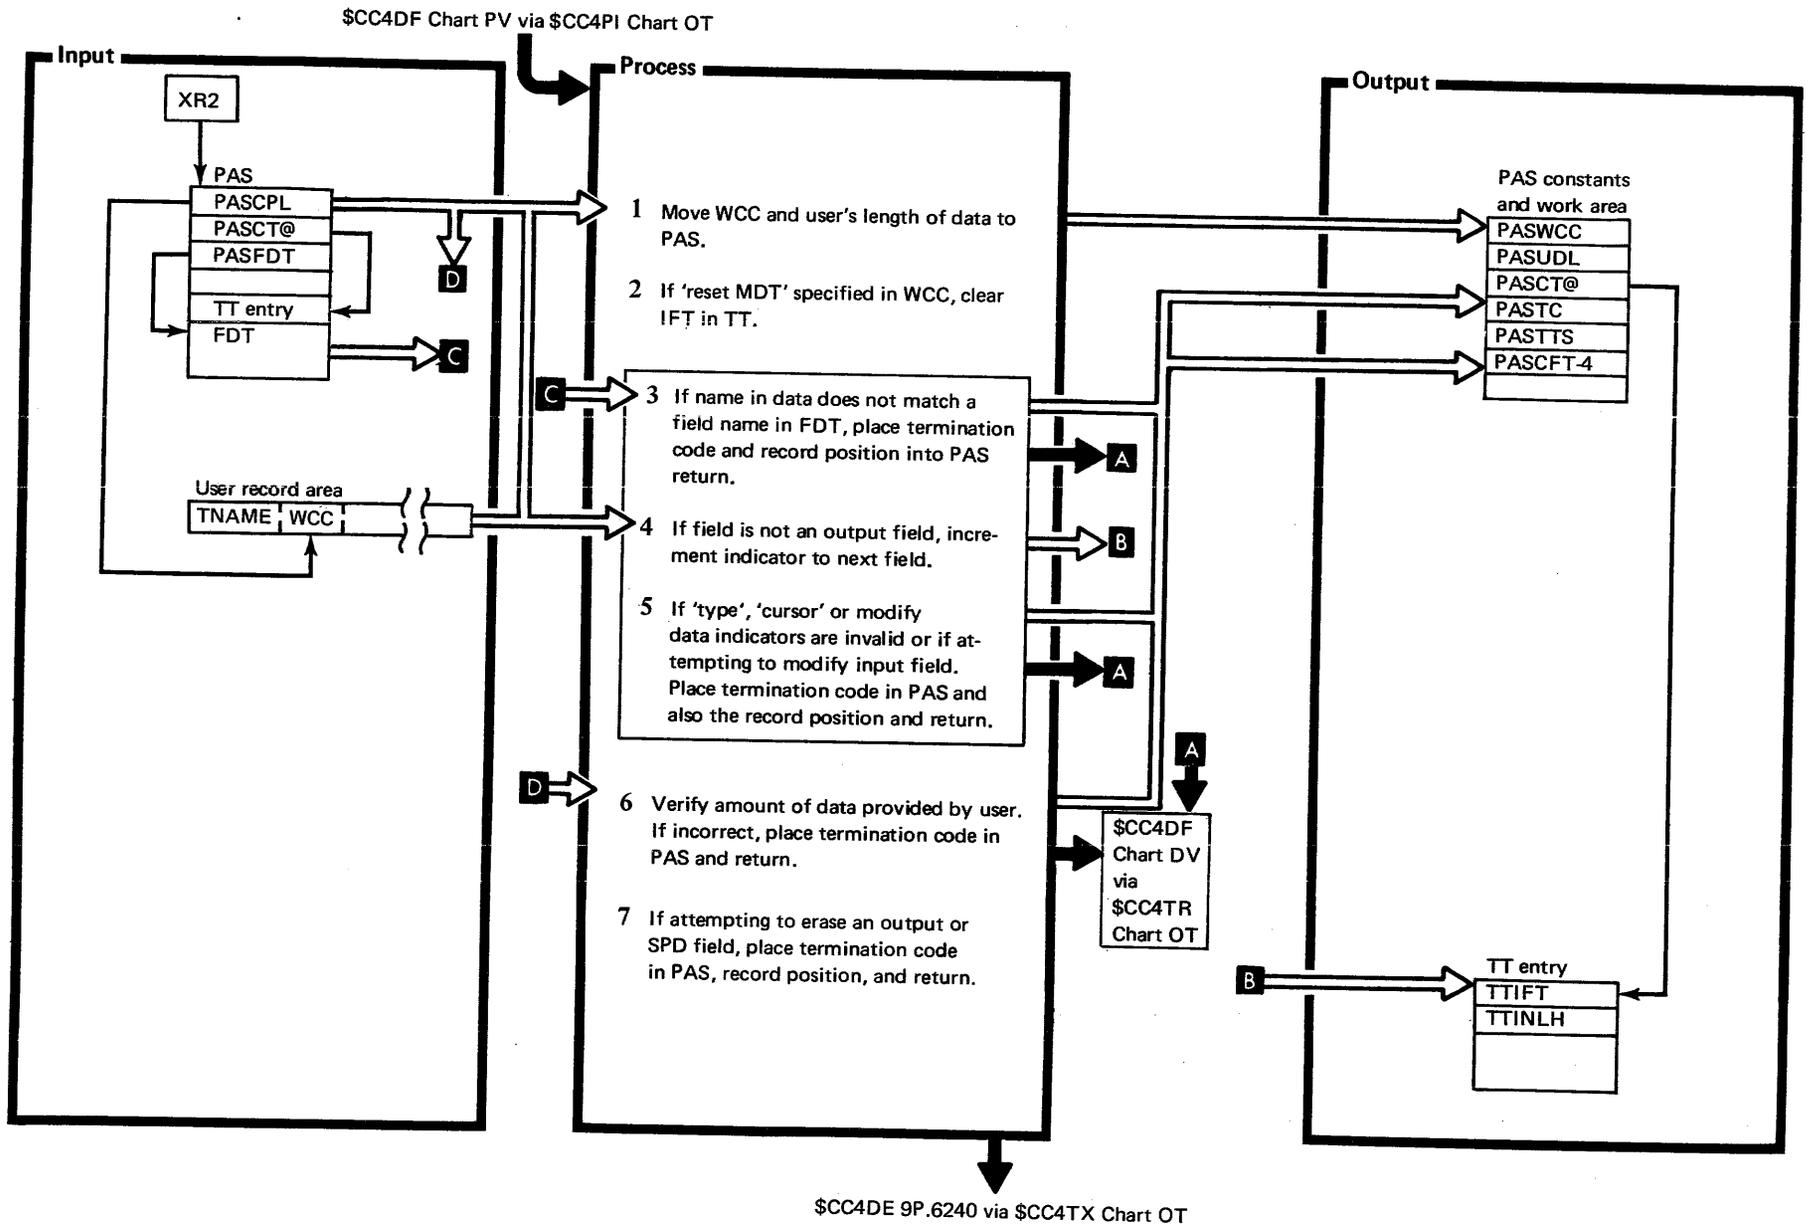 $CC4DF Chart PV via $CC4PI Chart OT
Input
XR2
PAS
PASCPL
PASCT@
PASFDT
TT entry
FDT
D
C
User record area
TNAME WCC
Process
1 Move WCC and user's length of data to
PAS.
2 If 'reset MDT' specified in WCC, clear
IFT in TT.
C
3 If name in data does not match a
field name in FDT, place termination
code and record position into PAS
return.
A
4 If field is not an output field, incre-
ment indicator to next field.
B
5 If 'type', 'cursor' or modify
data indicators are invalid or if at-
tempting to modify input field.
Place termination code in PAS and
also the record position and return.
A
D
6 Verify amount of data provided by user.
If incorrect, place termination code in
PAS and return.
7 If attempting to erase an output or
SPD field, place termination code
in PAS, record position, and return.
A
$CC4DF
Chart DV
via
$CC4TR
Chart OT
Output
PAS constants
and work area
PASWCC
PASUDL
PASCT@
PASTC
PASTTS
PASCFT-4
B
TT entry
TTIFT
TTINLH
$CC4DE 9P.6240 via $CC4TX Chart OT